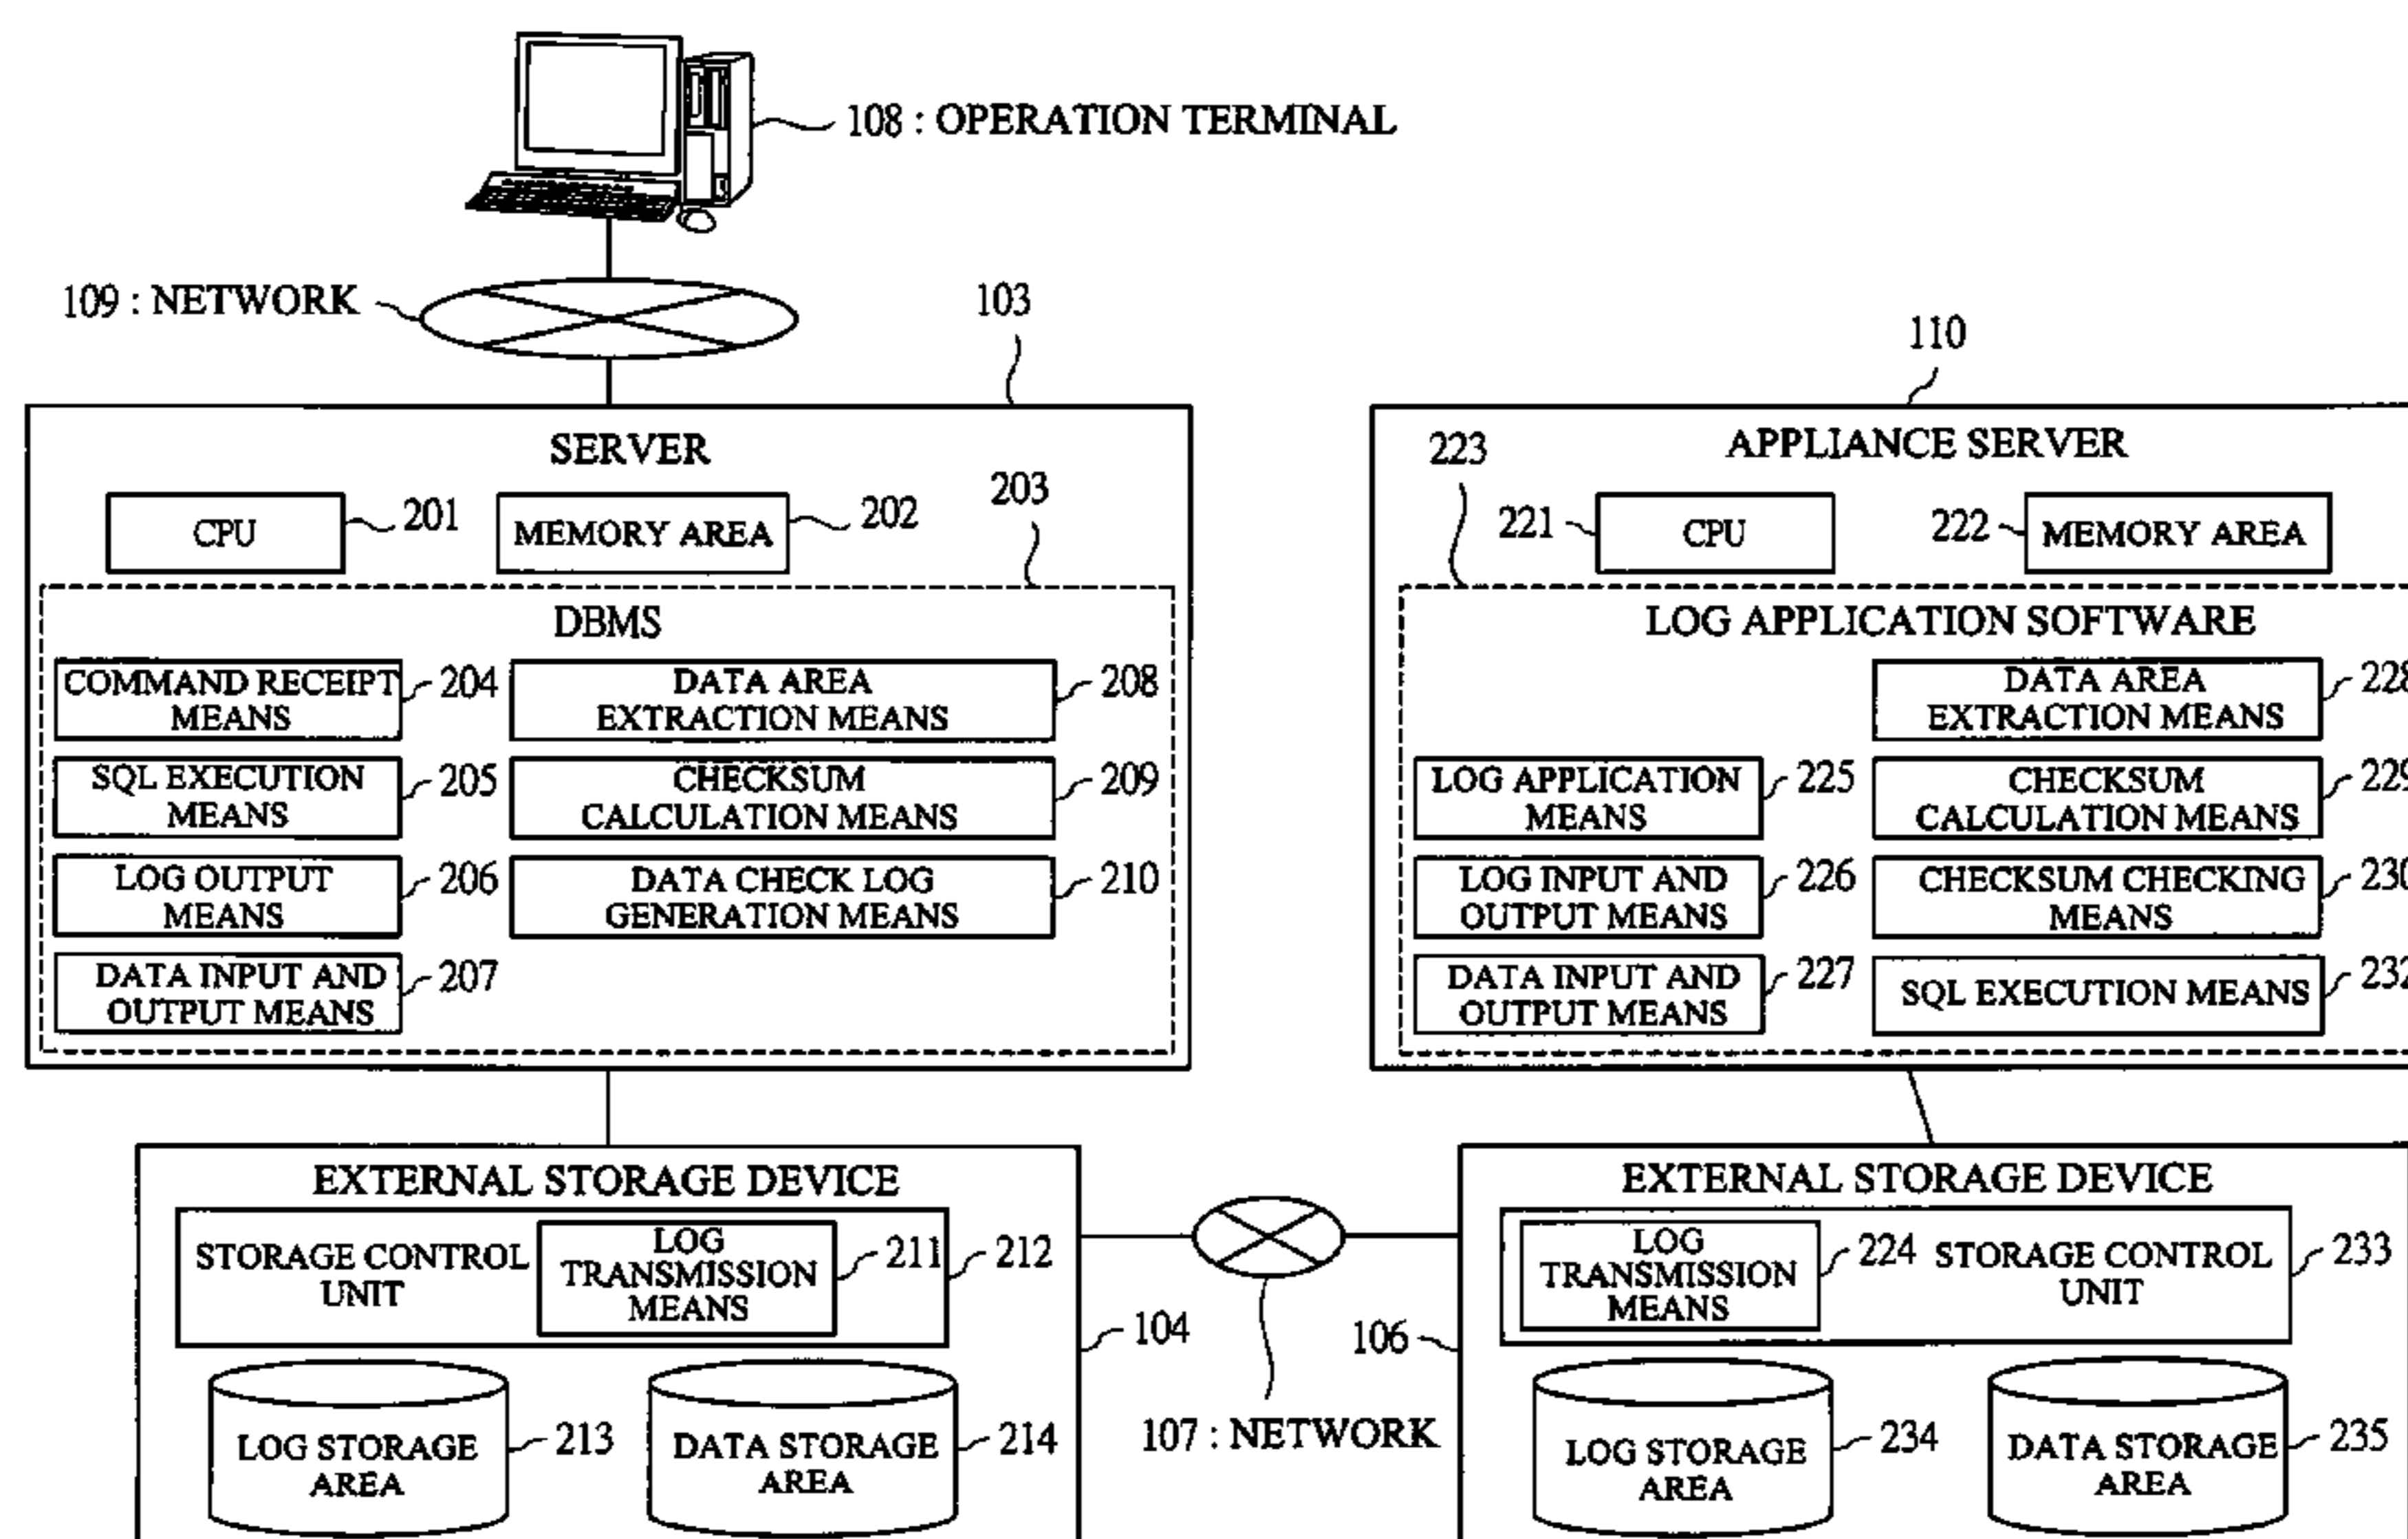 108 : OPERATION TERMINAL
109 : NETWORK
103
110
SERVER
203
CPU
201
MEMORY AREA
202
DBMS
COMMAND RECEIPT
MEANS
204
DATA AREA
EXTRACTION MEANS
208
SQL EXECUTION
MEANS
205
CHECKSUM
CALCULATION MEANS
209
LOG OUTPUT
MEANS
206
DATA CHECK LOG
GENERATION MEANS
210
DATA INPUT AND
OUTPUT MEANS
207
APPLIANCE SERVER
223
221
CPU
222
MEMORY AREA
LOG APPLICATION SOFTWARE
DATA AREA
EXTRACTION MEANS
228
LOG APPLICATION
MEANS
225
CHECKSUM
CALCULATION MEANS
229
LOG INPUT AND
OUTPUT MEANS
226
CHECKSUM CHECKING
MEANS
230
DATA INPUT AND
OUTPUT MEANS
227
SQL EXECUTION MEANS
232
EXTERNAL STORAGE DEVICE
STORAGE CONTROL
UNIT
LOG
TRANSMISSION
MEANS
211
212
104
LOG STORAGE
AREA
213
DATA STORAGE
AREA
214
107 : NETWORK
EXTERNAL STORAGE DEVICE
LOG
TRANSMISSION
MEANS
224
STORAGE CONTROL
UNIT
233
106
LOG STORAGE
AREA
234
DATA STORAGE
AREA
235